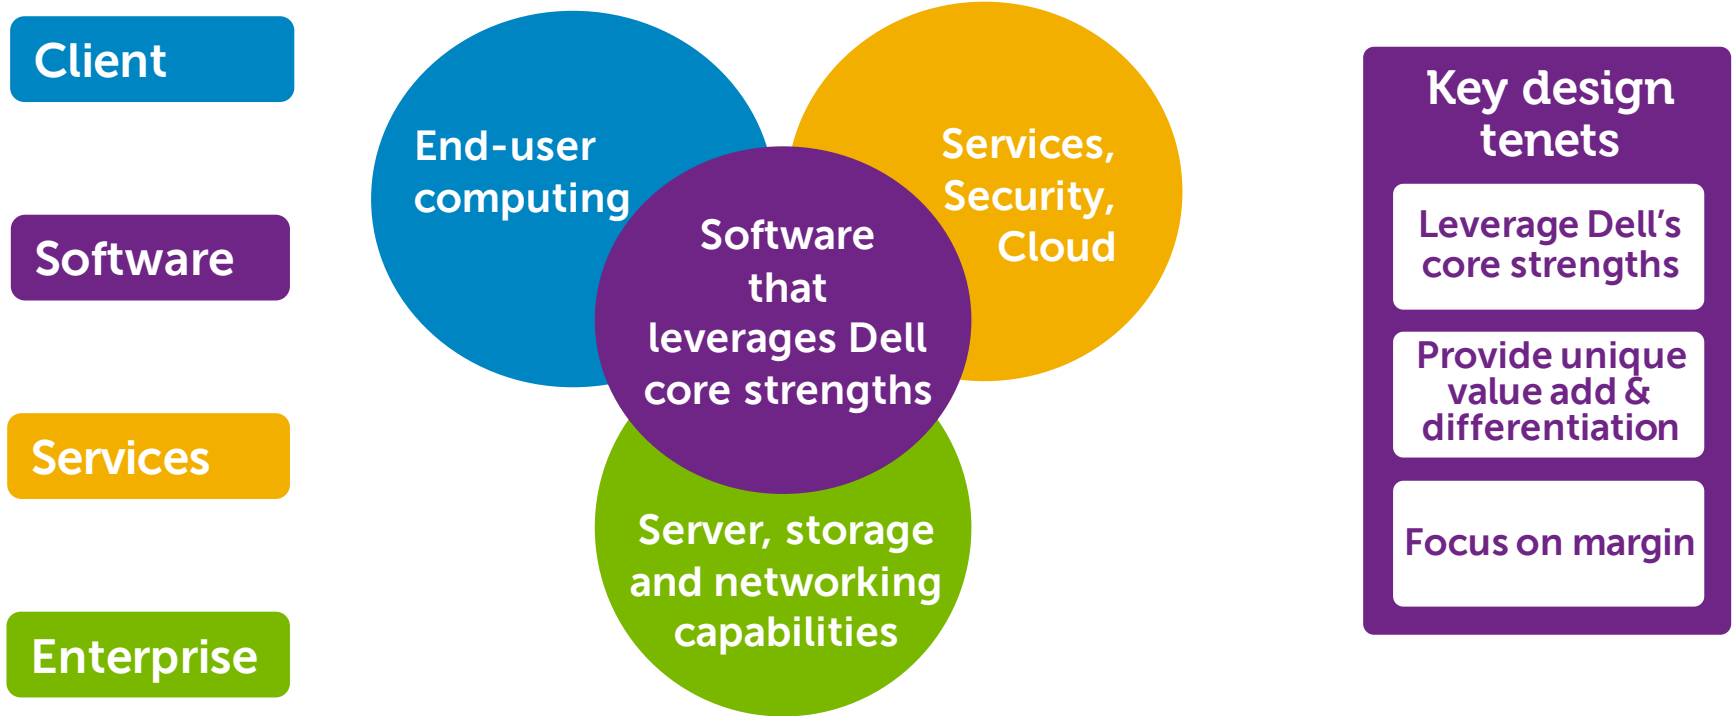 Client
Software
Services
Enterprise
End-user
computing
Services,
Security,
Cloud
Software
that
leverages Dell
core strengths
Server, storage
and networking
capabilities
Key design
tenets
Leverage Dell's
core strengths
Provide unique
value add &
differentiation
Focus on margin